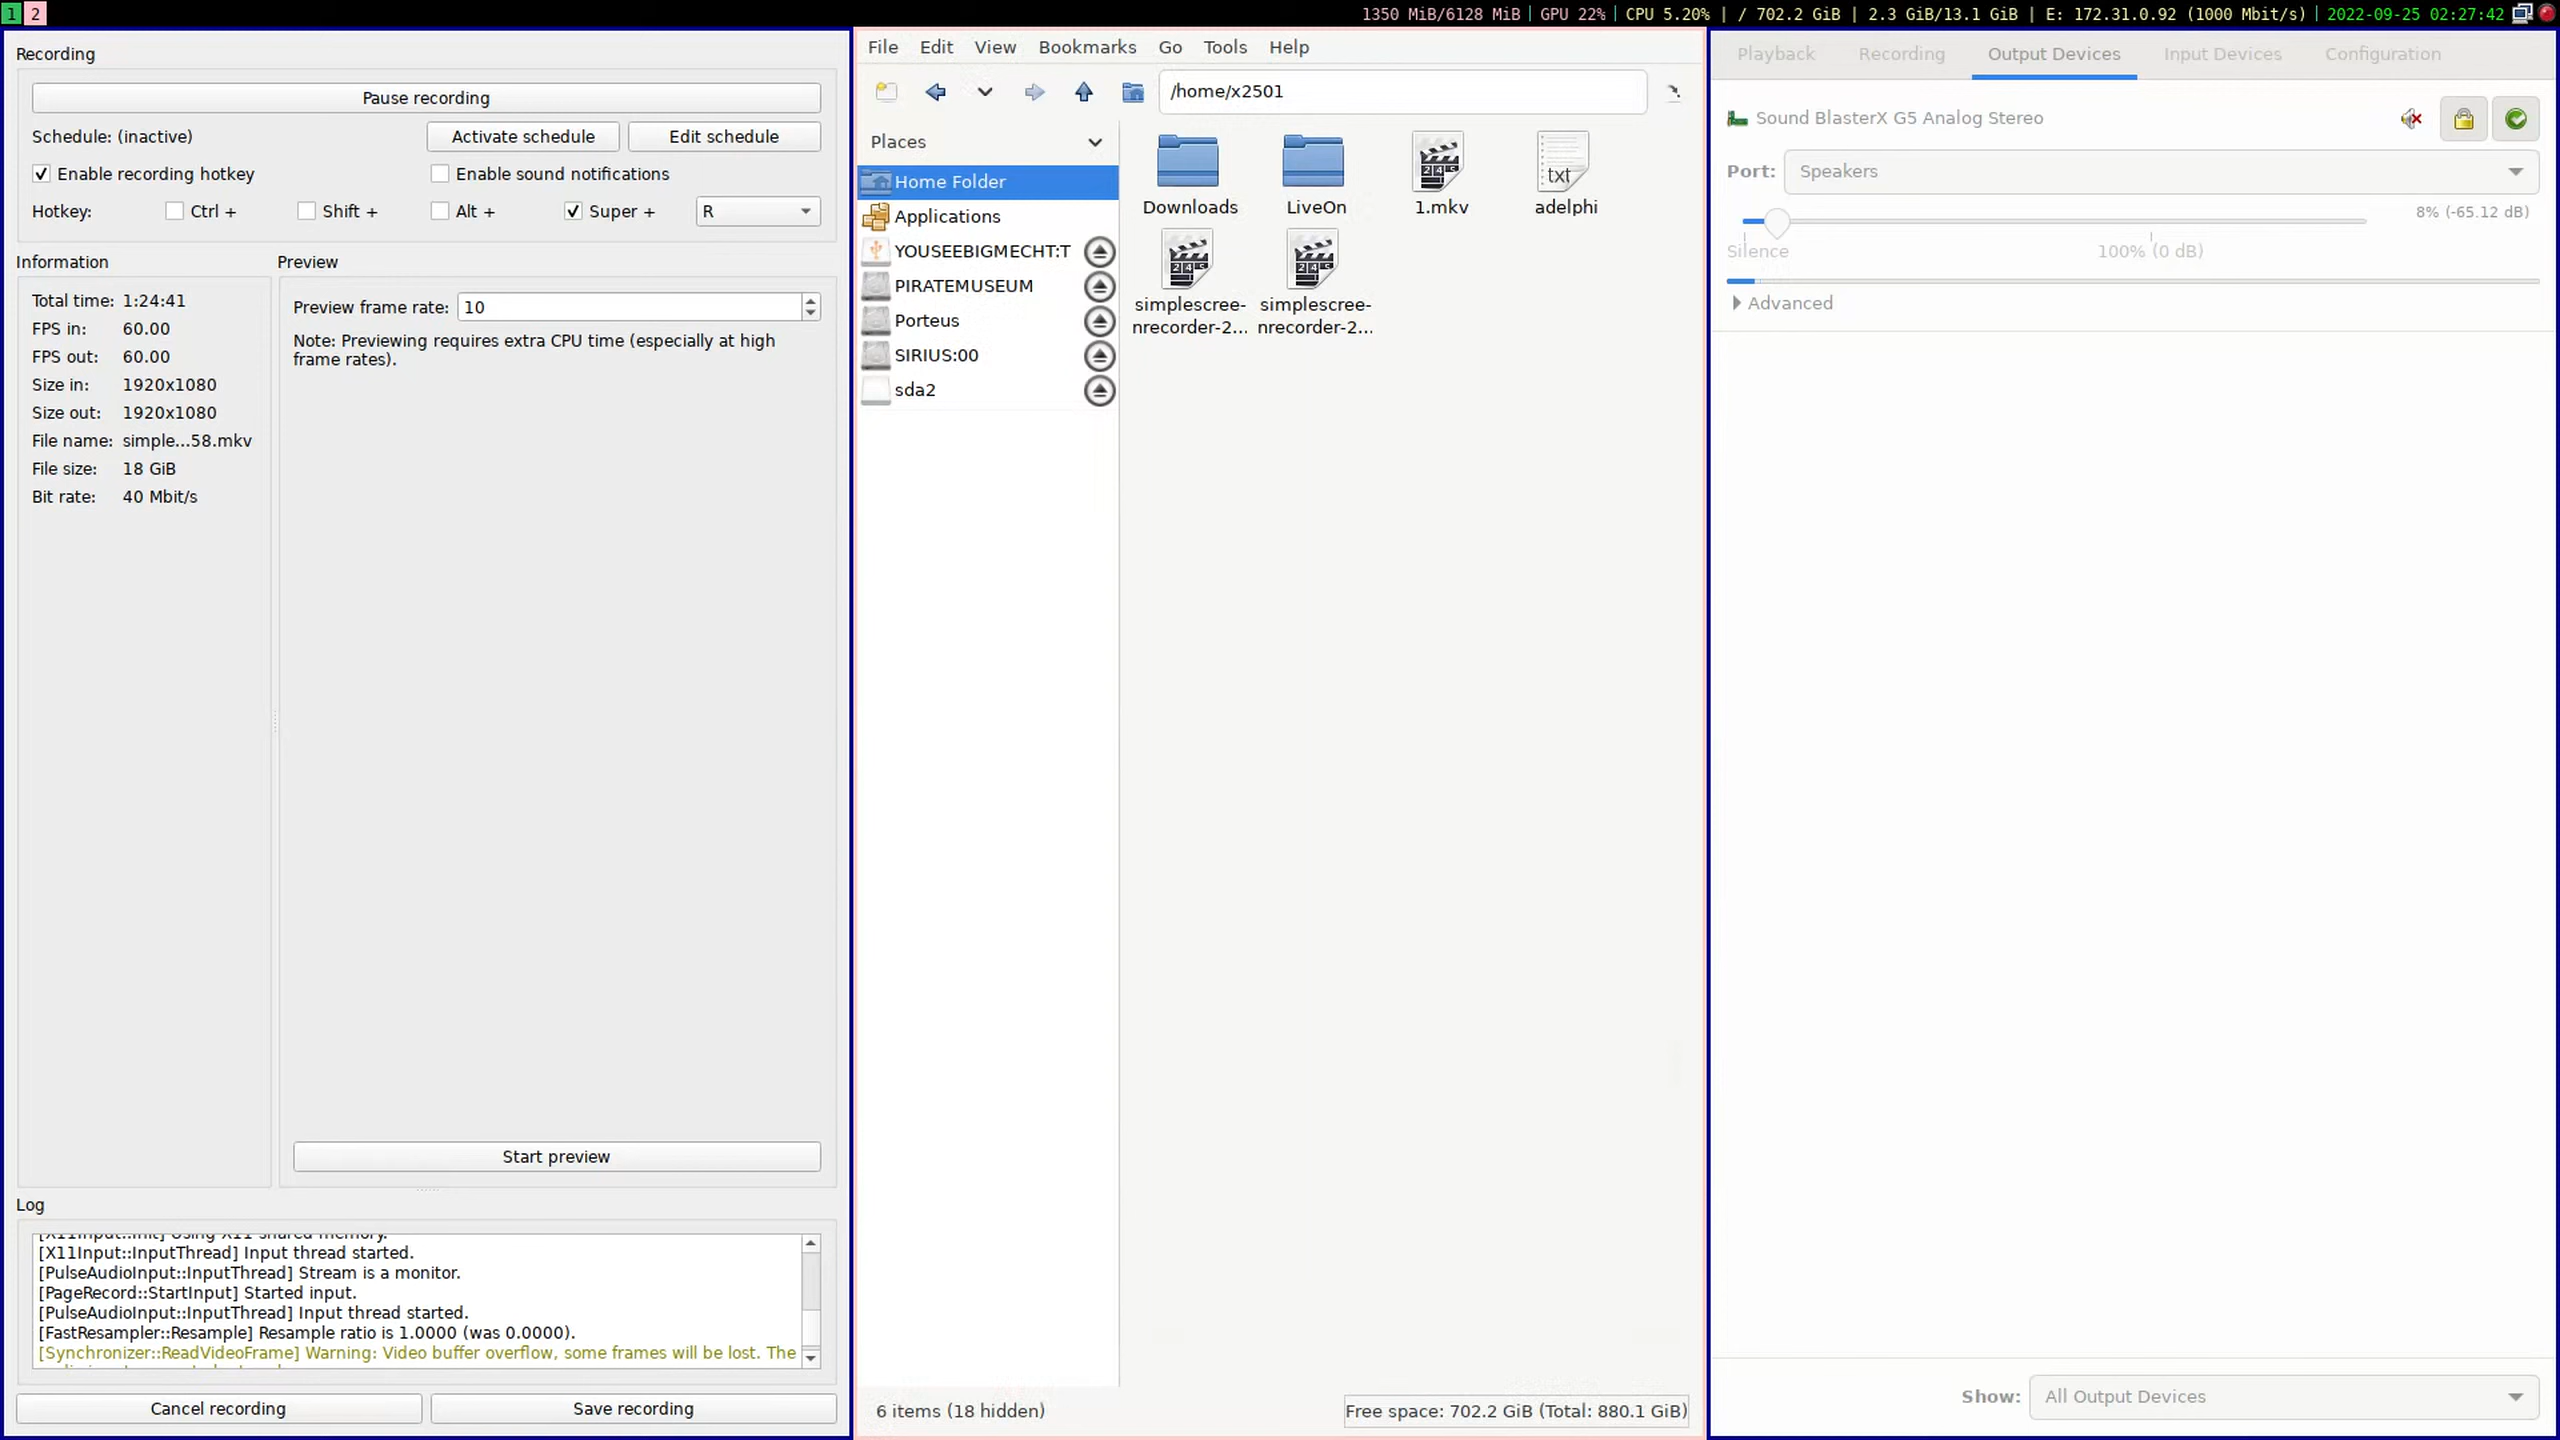 1 2
1350 MiB/6128 MiB | GPU 22% | CPU 5.20% | / 702.2 GiB | 2.3 GiB/13.1 GiB | E: 172.31.0.92 (1000 Mbit/s) | 2022-09-25 02:27:42
Recording
Pause recording
Schedule: (inactive) Activate schedule Edit schedule
Enable recording hotkey Enable sound notifications
Hotkey: Ctrl + Shift + Alt + Super + R
Information Preview
Total time: 1:24:41
FPS in: 60.00
FPS out: 60.00
Size in: 1920x1080
Size out: 1920x1080
File name: simple...58.mkv
File size: 18 GiB
Bit rate: 40 Mbit/s
Preview frame rate: 10
Note: Previewing requires extra CPU time (especially at high
frame rates).
Start preview
Log
[X11Input::Init] Using X11 shared memory.
[X11Input::InputThread] Input thread started.
[PulseAudioInput::InputThread] Stream is a monitor.
[PageRecord::StartInput] Started input.
[PulseAudioInput::InputThread] Input thread started.
[FastResampler::Resample] Resample ratio is 1.0000 (was 0.0000).
[Synchronizer::ReadVideoFrame] Warning: Video buffer overflow, some frames will be lost. The
Cancel recording Save recording
File Edit View Bookmarks Go Tools Help
/home/x2501
Places
Home Folder
Applications
YOUSEEBIGMECHT:T
PIRATEMUSEUM
Porteus
SIRIUS:00
sda2
Downloads LiveOn 1.mkv adelphi
txt
simplescree-
nrecorder-2...
simplescree-
nrecorder-2...
6 items (18 hidden) Free space: 702.2 GiB (Total: 880.1 GiB)
Playback Recording Output Devices Input Devices Configuration
Sound BlasterX G5 Analog Stereo
Port: Speakers
8% (-65.12 dB)
Silence 100% (0 dB)
Advanced
Show: All Output Devices